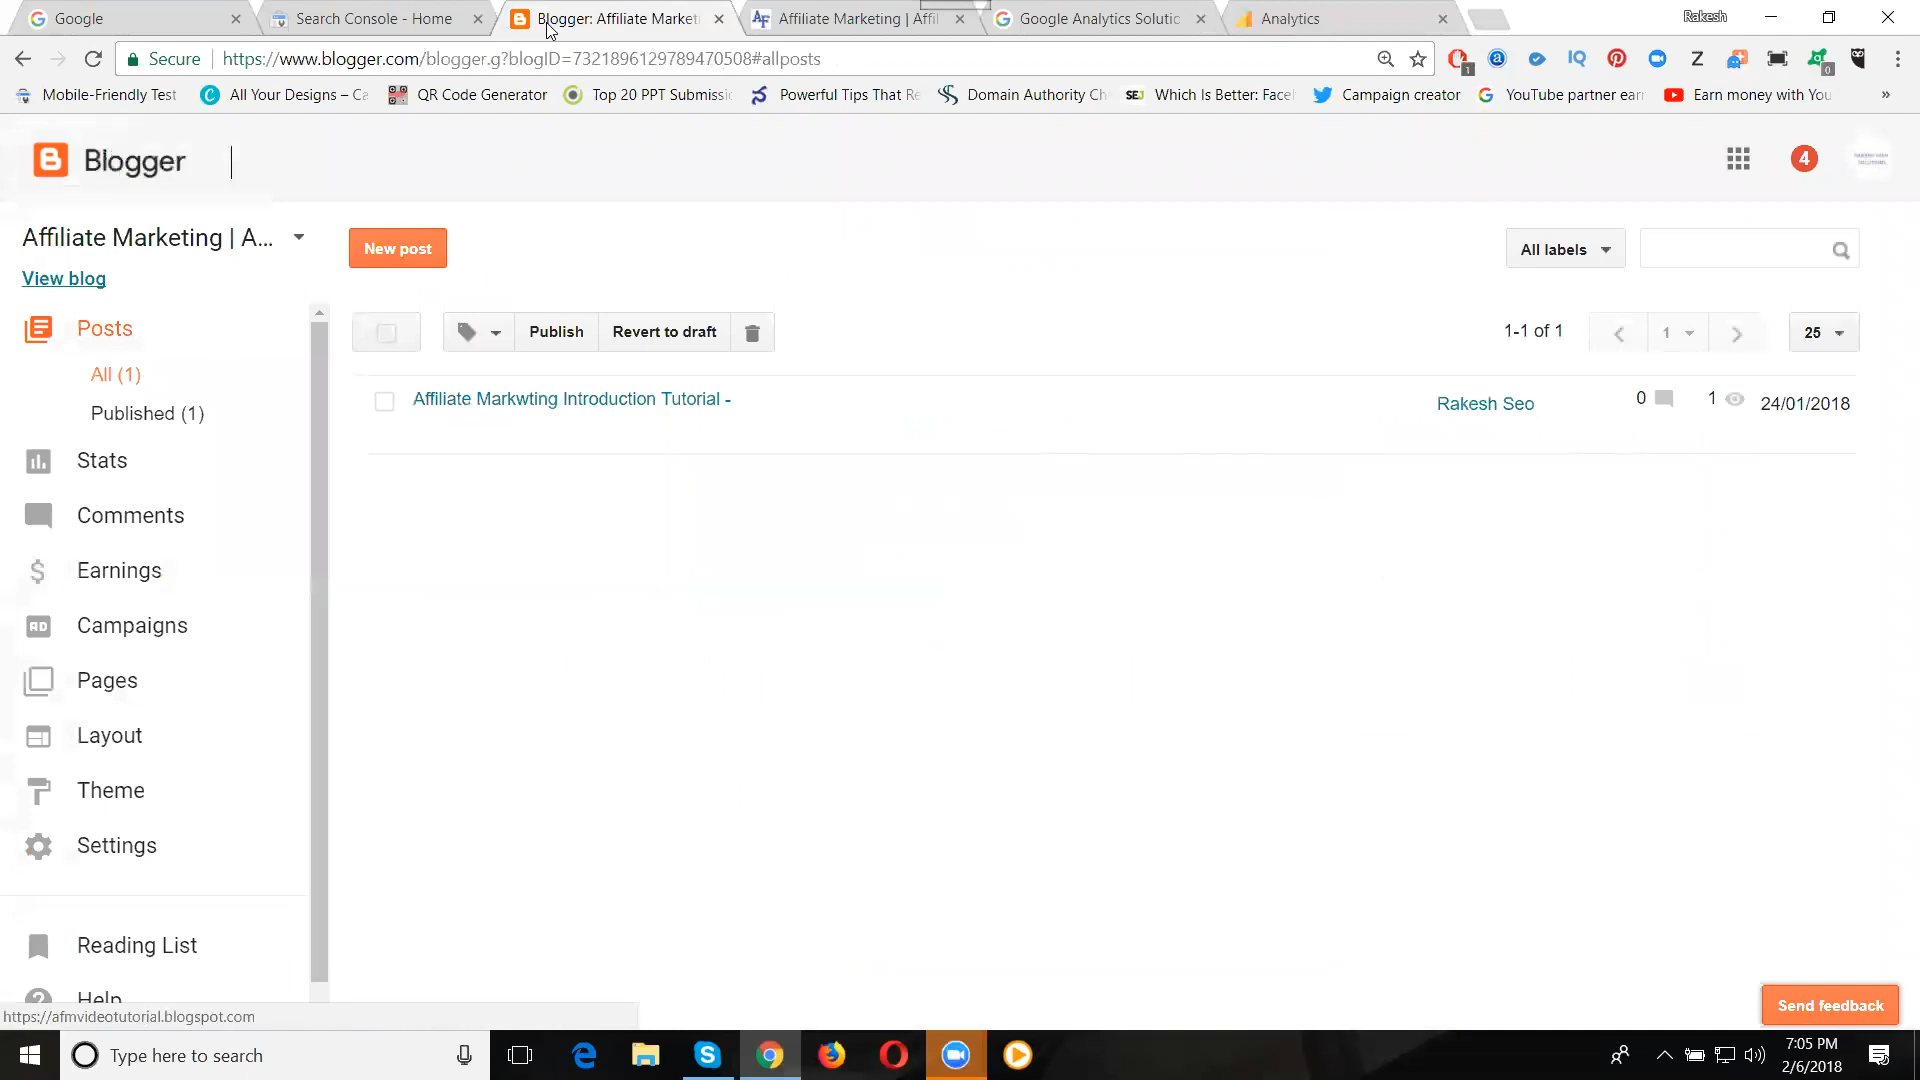 Google
Search Console - Home
Blogger: Affiliate Market
Affiliate Marketing | Affil
Google Analytics Solutic
Analytics
Rakesh
Secure
https://www.blogger.com/blogger.g?blogID=7321896129789470508#allposts
1
0
Mobile-Friendly Test
All Your Designs – Ca
QR Code Generator
Top 20 PPT Submissi
Powerful Tips That Re
Domain Authority Ch
SEJ
Which Is Better: Face
Campaign creator
YouTube partner earn
Earn money with You
»
Blogger
4
Affiliate Marketing | A...
New post
All labels
View blog
Posts
Publish
Revert to draft
1-1 of 1
1
25
All (1)
Affiliate Markwting Introduction Tutorial -
Rakesh Seo
0
1
24/01/2018
Published (1)
Stats
Comments
Earnings
Campaigns
Pages
Layout
Theme
Settings
Reading List
Help
Send feedback
https://afmvideotutorial.blogspot.com
Type here to search
7:05 PM
2/6/2018